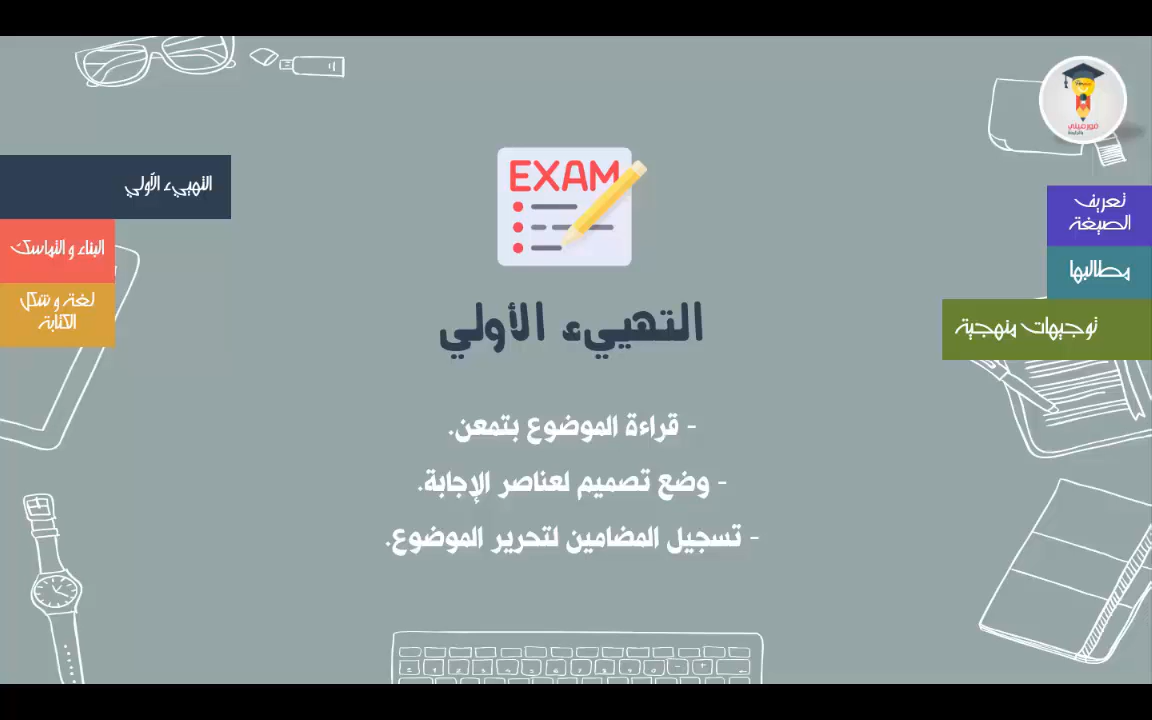 تعريف
الصيغة
مطالبها
توجيهات منهجية
التهييء الأولي
البناء و التماسك
لغة و شكل
الكتابة
EXAM
التهييء الأولي
- قراءة الموضوع بتمعن.
- وضع تصميم لعناصر الإجابة.
- تسجيل المضامين لتحرير الموضوع.